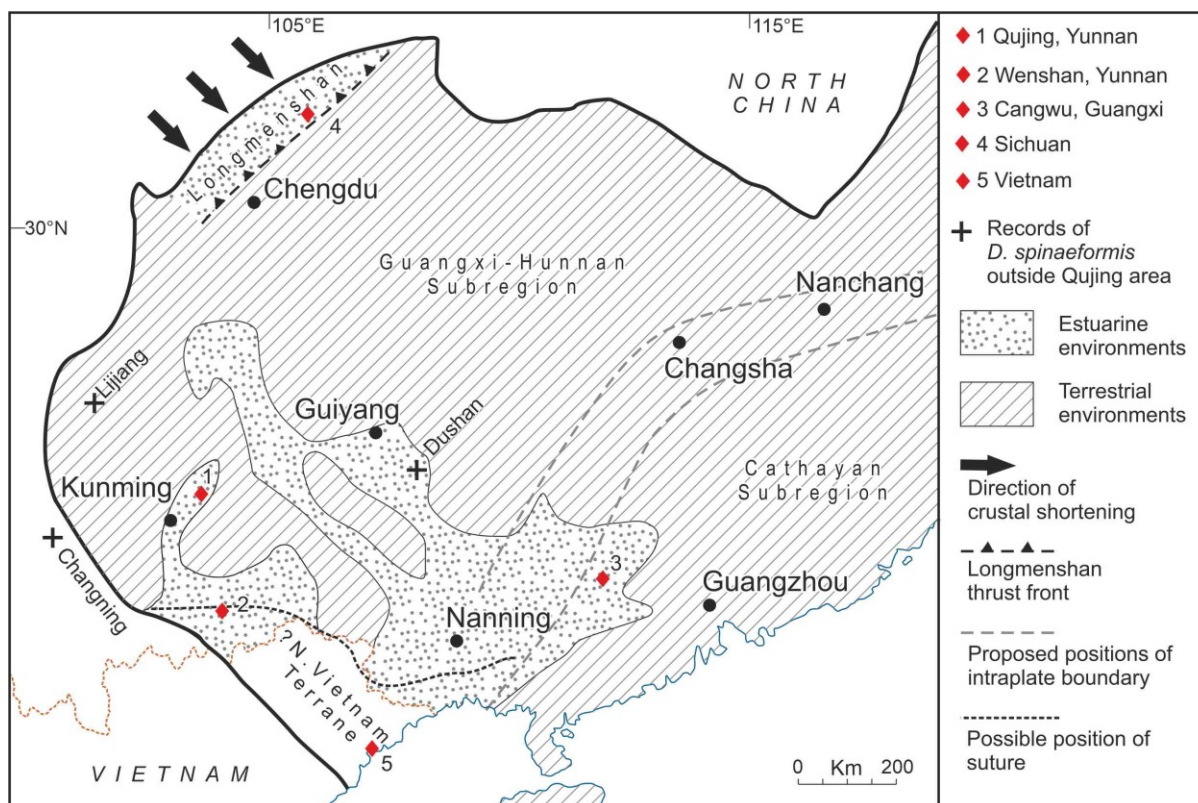 105°E
115°E
NORTH
CHINA
Longmenshan
4
Chengdu
30°N
Guangxi-Hunnan
Subregion
Nanchang
Changsha
Lijiang
Guiyang
Dushan
Cathayan
Subregion
Kunming
1
Changning
3
Guangzhou
2
Nanning
?N. Vietnam
Terrane
5
VIETNAM
0 Km 200
1 Qujing, Yunnan
2 Wenshan, Yunnan
3 Cangwu, Guangxi
4 Sichuan
5 Vietnam
Records of
D. spinaeformis
outside Qujing area
Estuarine
environments
Terrestrial
environments
Direction of
crustal shortening
Longmenshan
thrust front
Proposed positions of
intraplate boundary
Possible position of
suture